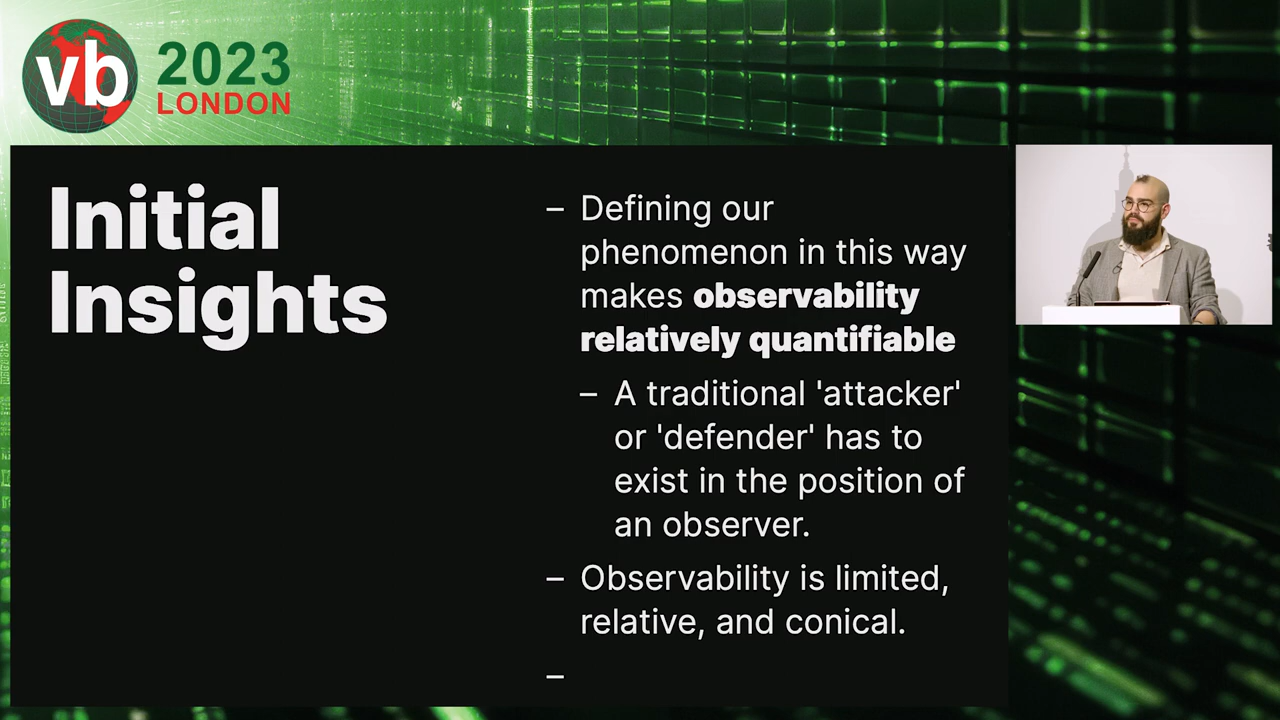 vb 2023
LONDON
Initial
Insights
– Defining our
phenomenon in this way
makes observability
relatively quantifiable
– A traditional 'attacker'
or 'defender' has to
exist in the position of
an observer.
– Observability is limited,
relative, and conical.
–